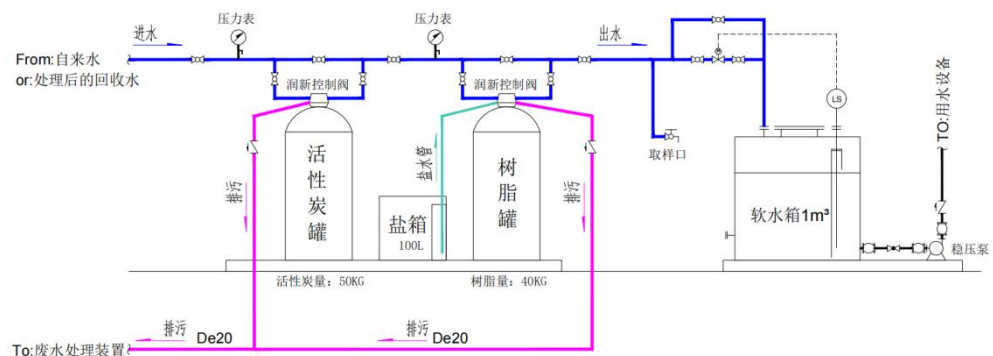 压力表
压力表
进水
出水
From:自来水
or:处理后的回收水
润新控制阀
润新控制阀
LS
TO:用水设备
取样口
活性炭罐
盐水管
树脂罐
排污
排污
盐箱
100L
软水箱1m³
稳压泵
活性炭量：50KG
树脂量：40KG
排污
De20
排污
De20
To:废水处理装置